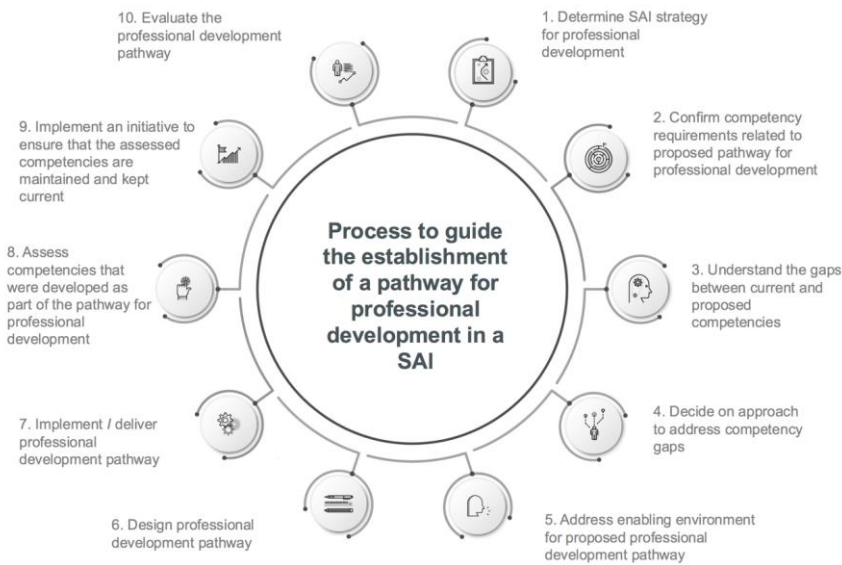 Process to guide
the establishment
of a pathway for
professional
development in a
SAI
1. Determine SAI strategy
for professional
development
2. Confirm competency
requirements related to
proposed pathway for
professional development
3. Understand the gaps
between current and
proposed
competencies
4. Decide on approach
to address competency
gaps
5. Address enabling environment
for proposed professional
development pathway
6. Design professional
development pathway
7. Implement / deliver
professional
development pathway
8. Assess
competencies that
were developed as
part of the pathway for
professional
development
9. Implement an initiative to
ensure that the assessed
competencies are
maintained and kept
current
10. Evaluate the
professional development
pathway